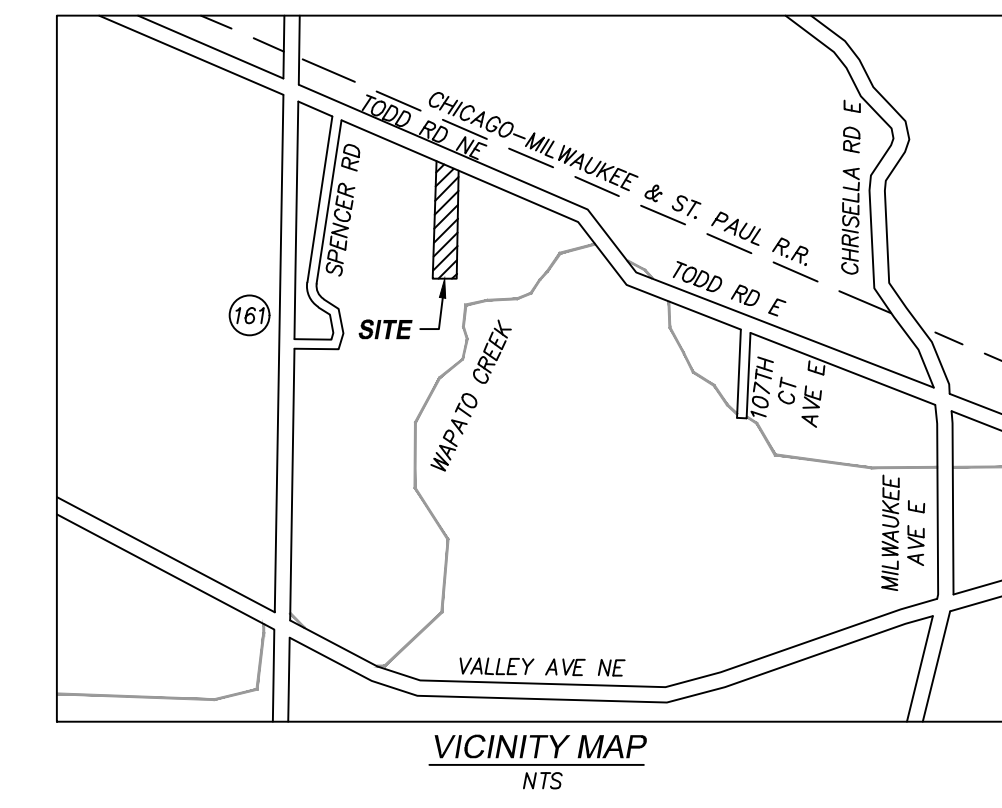 CHICAGO-MILWAUKEE & ST. PAUL R.R.
TODD RD NE
CHRISELLA RD E
SPENCER RD
TODD RD E
161
SITE
WAPATO CREEK
107TH
CT
AVE E
MILWAUKEE
AVE E
VALLEY AVE NE
VICINITY MAP
NTS